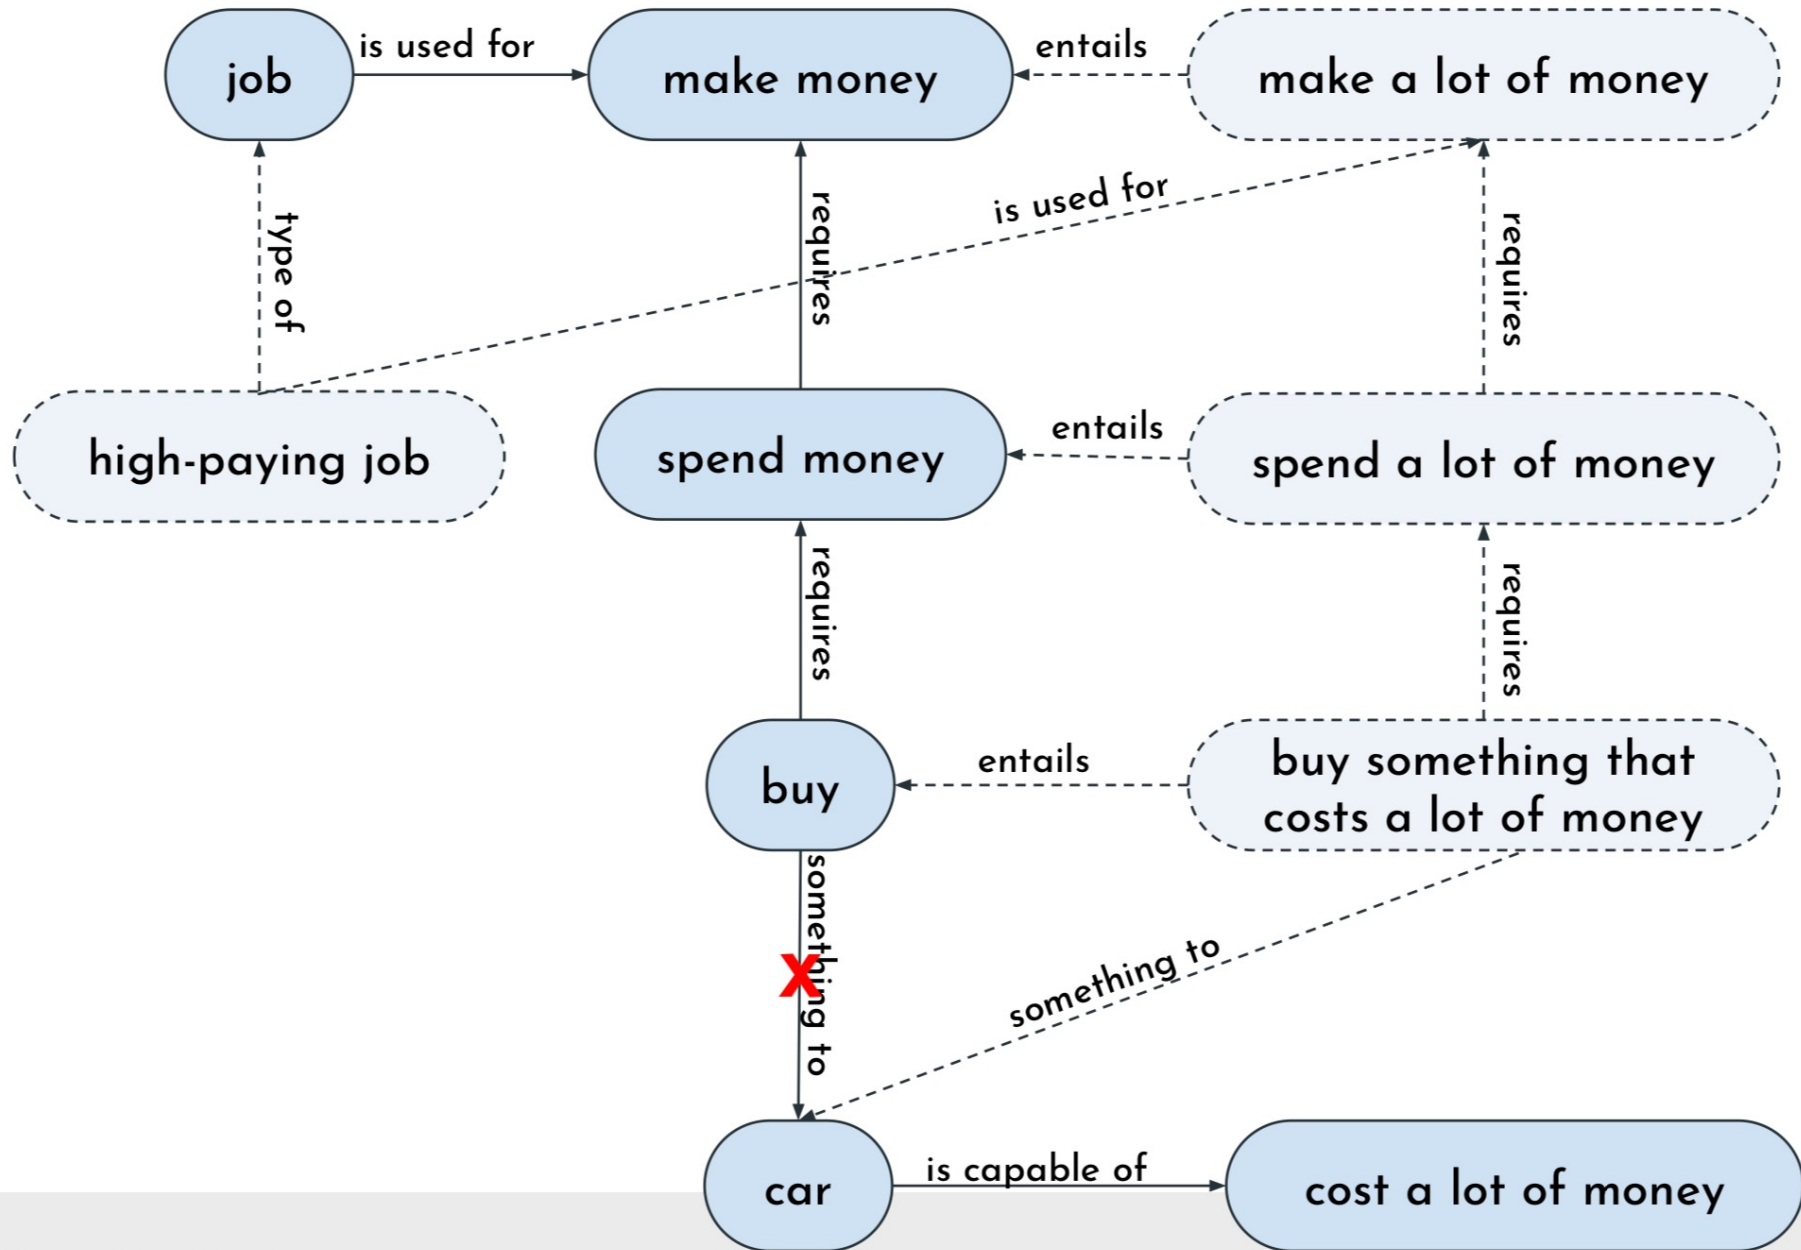 job
is used for
make money
entails
make a lot of money
type of
requires
is used for
requires
high-paying job
spend money
entails
spend a lot of money
requires
requires
buy
entails
buy something that
costs a lot of money
something to
X
something to
car
is capable of
cost a lot of money